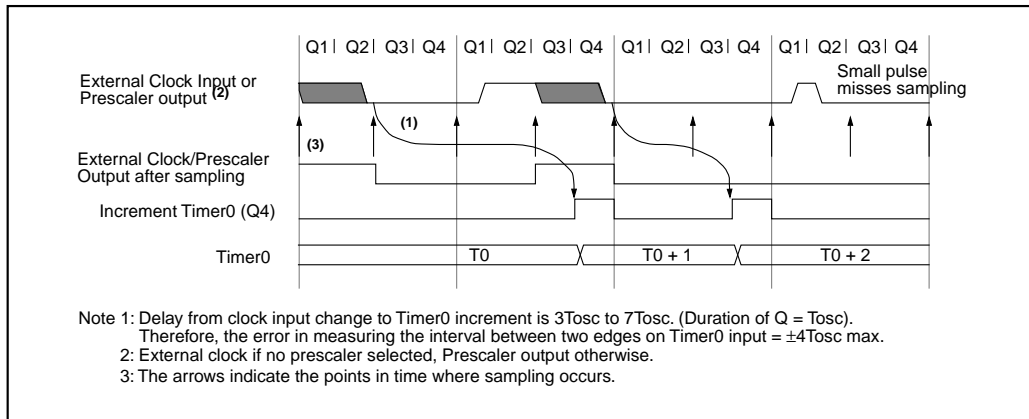 Q1| Q2| Q3| Q4 Q1| Q2| Q3| Q4 Q1| Q2| Q3| Q4 Q1| Q2| Q3| Q4
External Clock Input or
Prescaler output (2)
Small pulse
misses sampling
(1)
(3)
External Clock/Prescaler
Output after sampling
Increment Timer0 (Q4)
Timer0
T0 T0 + 1 T0 + 2
Note 1: Delay from clock input change to Timer0 increment is 3Tosc to 7Tosc. (Duration of Q = Tosc).
Therefore, the error in measuring the interval between two edges on Timer0 input = ±4Tosc max.
2: External clock if no prescaler selected, Prescaler output otherwise.
3: The arrows indicate the points in time where sampling occurs.